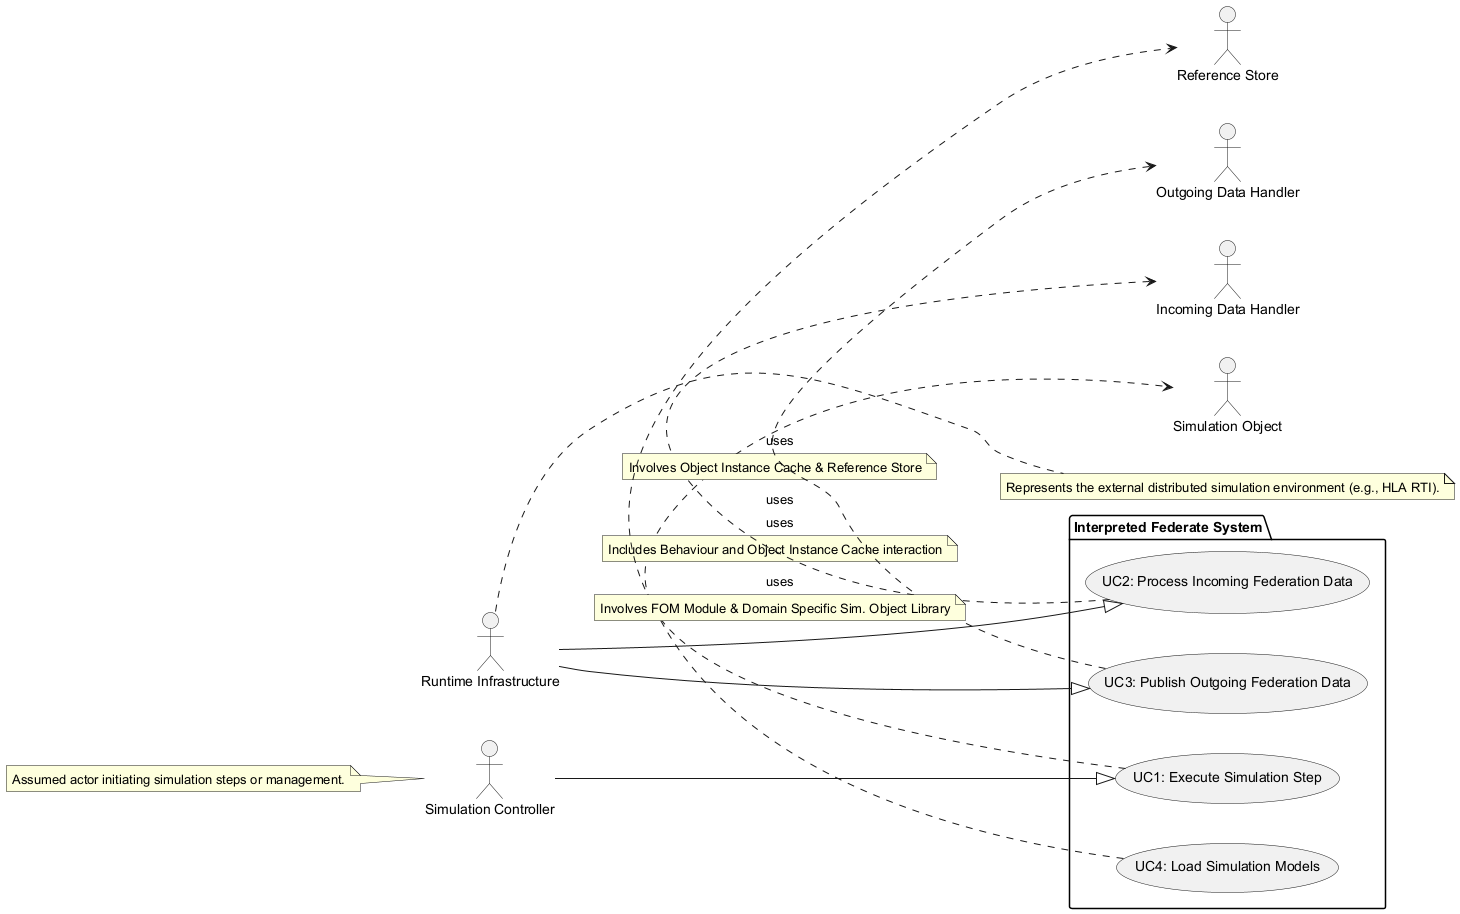 Reference Store
Outgoing Data Handler
Incoming Data Handler
Simulation Object
uses
Involves Object Instance Cache & Reference Store
Represents the external distributed simulation environment (e.g., HLA RTI).
uses
uses
Interpreted Federate System
Includes Behaviour and Object Instance Cache interaction
uses
UC2: Process Incoming Federation Data
Involves FOM Module & Domain Specific Sim. Object Library
Runtime Infrastructure
UC3: Publish Outgoing Federation Data
Assumed actor initiating simulation steps or management.
UC1: Execute Simulation Step
Simulation Controller
UC4: Load Simulation Models